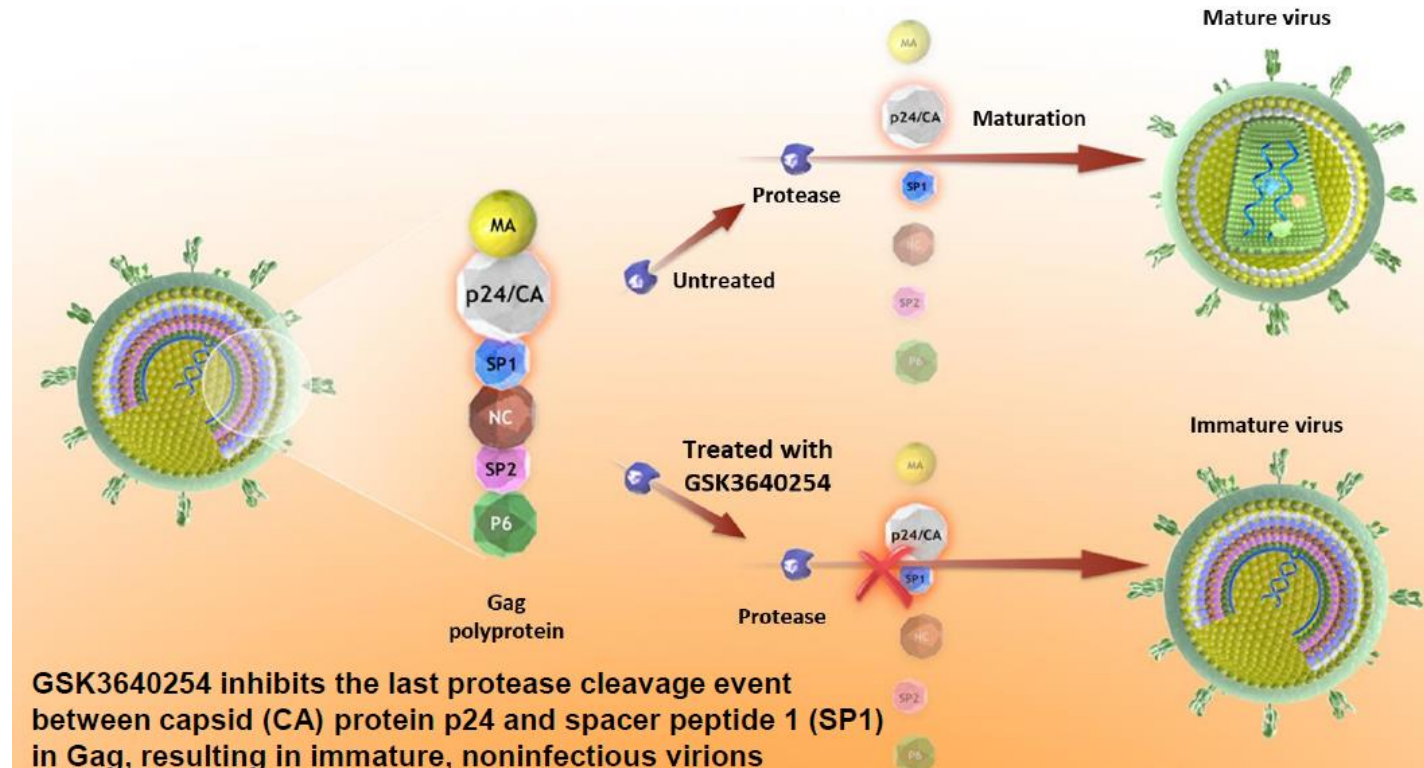 Mature virus
MA
p24/CA
Maturation
SP1
Protease
NC
SP2
P6
Untreated
MA
p24/CA
SP1
NC
SP2
P6
Gag
polyprotein
Treated with
GSK3640254
Immature virus
MA
p24/CA
SP1
Protease
NC
SP2
P6
GSK3640254 inhibits the last protease cleavage event
between capsid (CA) protein p24 and spacer peptide 1 (SP1)
in Gag, resulting in immature, noninfectious virions